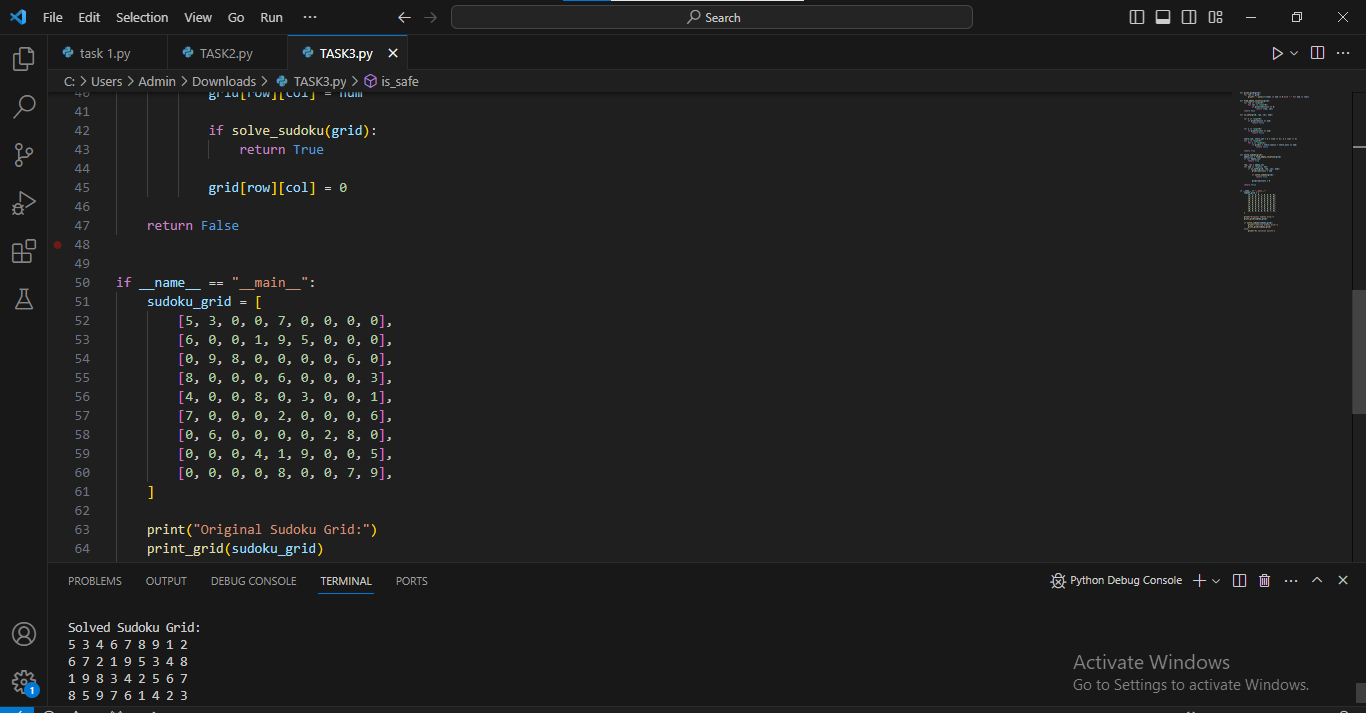 File Edit Selection View Go Run ··· Search
task 1.py TASK2.py TASK3.py
C: > Users > Admin > Downloads > TASK3.py > is_safe
40 grid[row][col] = num
41
42 if solve_sudoku(grid):
43 return True
44
45 grid[row][col] = 0
46
47 return False
48
49
50 if __name__ == "__main__":
51 sudoku_grid = [
52 [5, 3, 0, 0, 7, 0, 0, 0, 0],
53 [6, 0, 0, 1, 9, 5, 0, 0, 0],
54 [0, 9, 8, 0, 0, 0, 0, 6, 0],
55 [8, 0, 0, 0, 6, 0, 0, 0, 3],
56 [4, 0, 0, 8, 0, 3, 0, 0, 1],
57 [7, 0, 0, 0, 2, 0, 0, 0, 6],
58 [0, 6, 0, 0, 0, 0, 2, 8, 0],
59 [0, 0, 0, 4, 1, 9, 0, 0, 5],
60 [0, 0, 0, 0, 8, 0, 0, 7, 9],
61 ]
62
63 print("Original Sudoku Grid:")
64 print_grid(sudoku_grid)
PROBLEMS OUTPUT DEBUG CONSOLE TERMINAL PORTS Python Debug Console
Solved Sudoku Grid:
5 3 4 6 7 8 9 1 2
6 7 2 1 9 5 3 4 8
1 9 8 3 4 2 5 6 7
8 5 9 7 6 1 4 2 3
Activate Windows
Go to Settings to activate Windows.
1